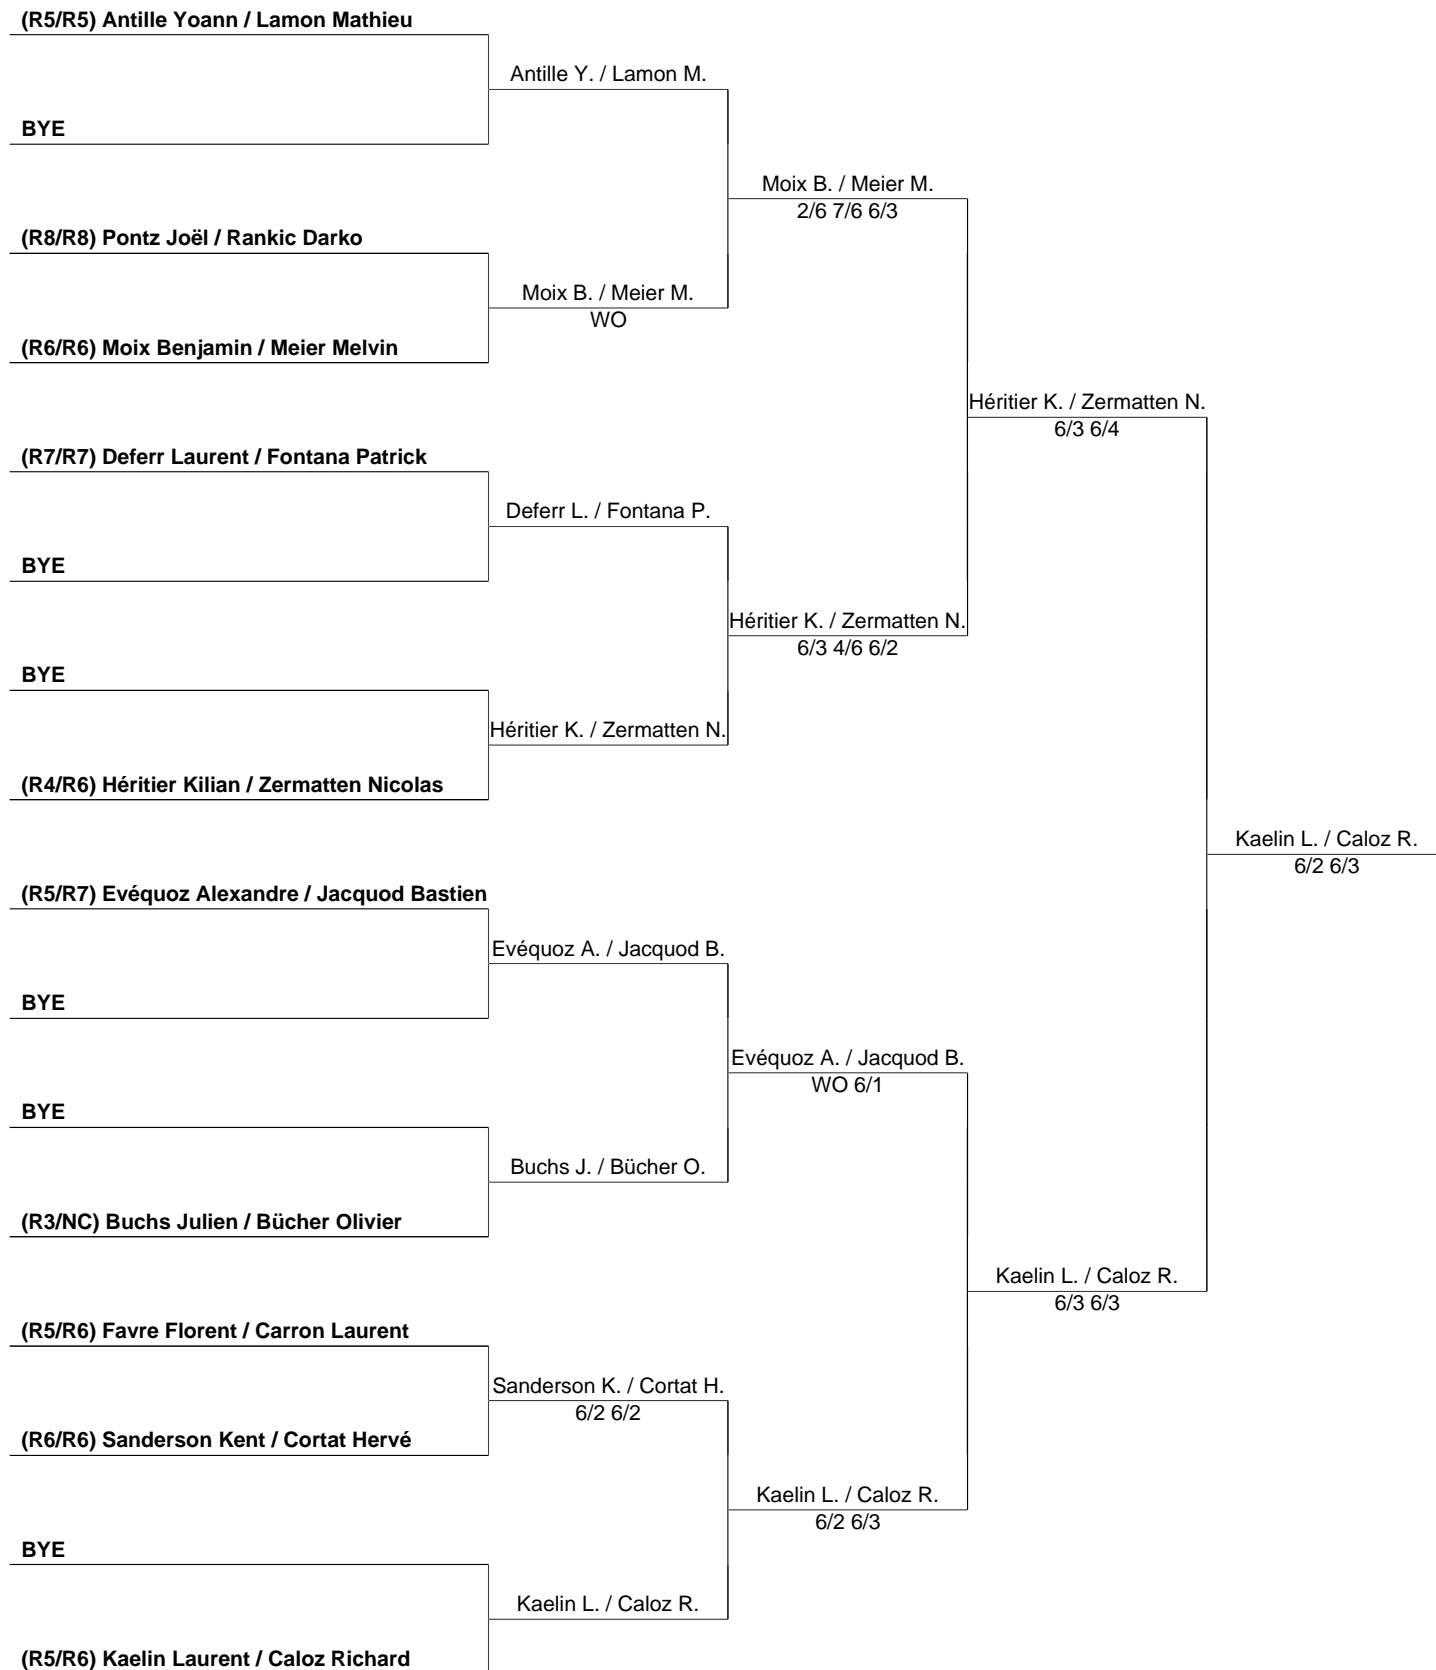 (R5/R5) Antille Yoann / Lamon Mathieu
Antille Y. / Lamon M.
BYE
Moix B. / Meier M.
2/6 7/6 6/3
(R8/R8) Pontz Joël / Rankic Darko
Moix B. / Meier M.
WO
(R6/R6) Moix Benjamin / Meier Melvin
Héritier K. / Zermatten N.
6/3 6/4
(R7/R7) Deferr Laurent / Fontana Patrick
Deferr L. / Fontana P.
BYE
Héritier K. / Zermatten N.
6/3 4/6 6/2
BYE
Héritier K. / Zermatten N.
(R4/R6) Héritier Kilian / Zermatten Nicolas
Kaelin L. / Caloz R.
6/2 6/3
(R5/R7) Evéquoz Alexandre / Jacquod Bastien
Evéquoz A. / Jacquod B.
BYE
Evéquoz A. / Jacquod B.
WO 6/1
BYE
Buchs J. / Bücher O.
(R3/NC) Buchs Julien / Bücher Olivier
Kaelin L. / Caloz R.
6/3 6/3
(R5/R6) Favre Florent / Carron Laurent
Sanderson K. / Cortat H.
6/2 6/2
(R6/R6) Sanderson Kent / Cortat Hervé
Kaelin L. / Caloz R.
6/2 6/3
BYE
Kaelin L. / Caloz R.
(R5/R6) Kaelin Laurent / Caloz Richard